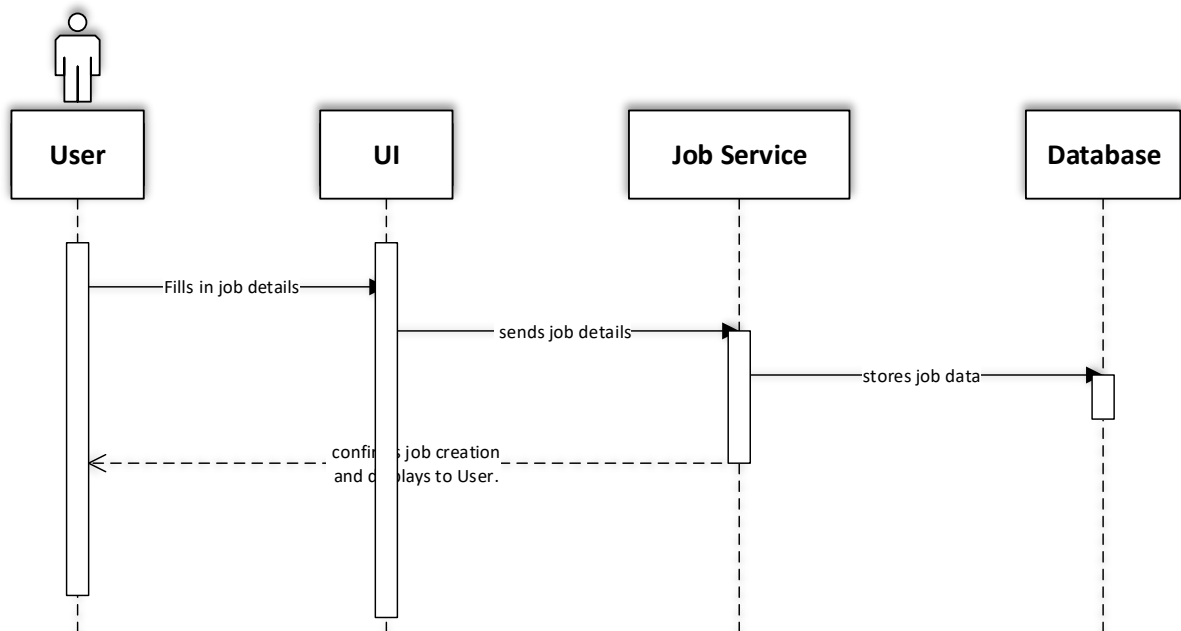 User
UI
Job Service
Database
Fills in job details
sends job details
stores job data
job creation
and to User.